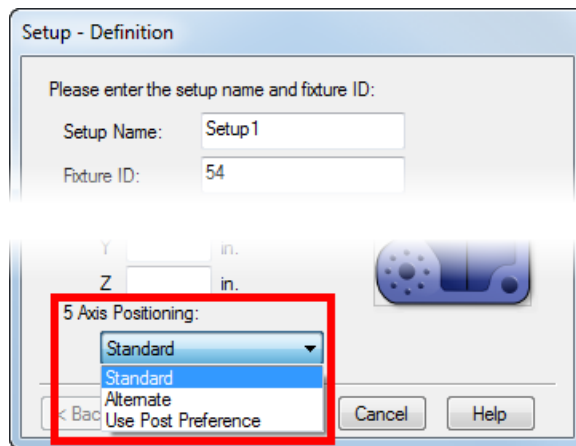 Setup - Definition
Please enter the setup name and fixture ID:
Setup Name: Setup1
Fixture ID: 54
Y in.
Z in.
5 Axis Positioning:
Standard
Standard
Alternate
Use Post Preference
< Bac Cancel Help